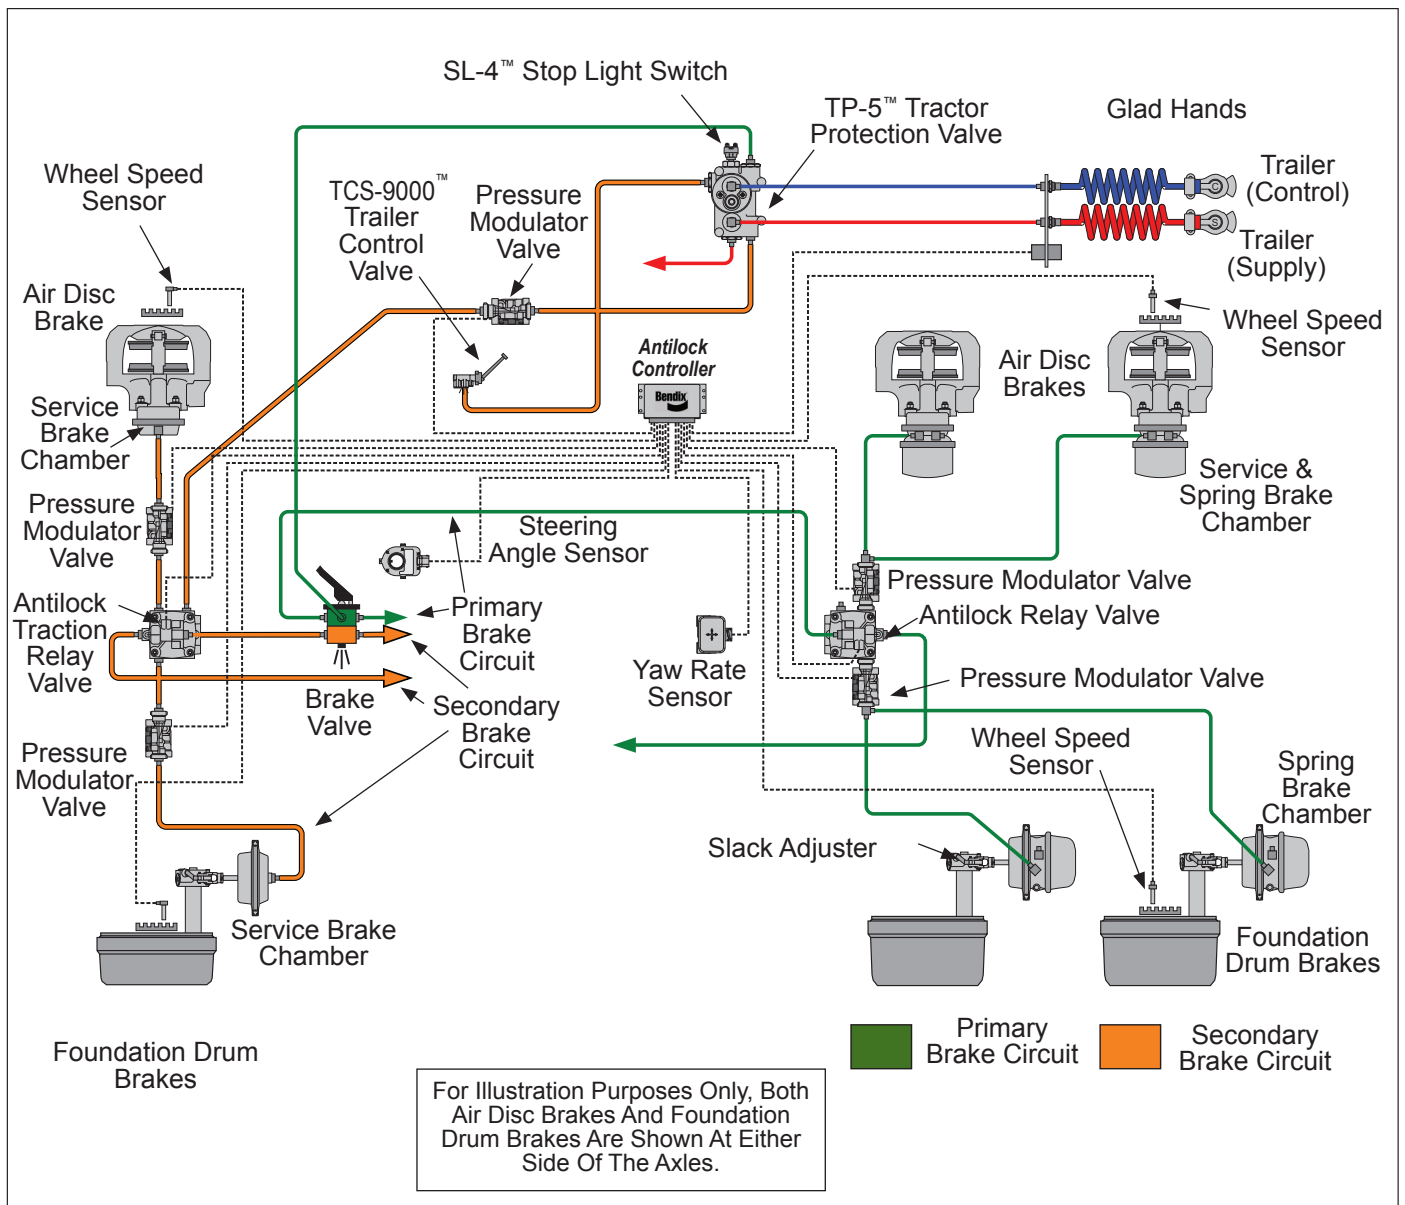 SL-4™ Stop Light Switch
TP-5™ Tractor
Protection Valve
Glad Hands
Wheel Speed
Sensor
TCS-9000™
Trailer
Control
Valve
Pressure
Modulator
Valve
Trailer
(Control)
S
Trailer
(Supply)
Air Disc
Brake
Wheel Speed
Sensor
Antilock
Controller
Bendix
Air Disc
Brakes
Service
Brake
Chamber
Service &
Spring Brake
Chamber
Pressure
Modulator
Valve
Steering
Angle Sensor
Pressure Modulator Valve
Antilock
Traction
Relay
Valve
Primary
Brake
Circuit
Antilock Relay Valve
Yaw Rate
Sensor
Pressure Modulator Valve
Brake
Valve
Secondary
Brake
Circuit
Pressure
Modulator
Valve
Wheel Speed
Sensor
Spring
Brake
Chamber
Slack Adjuster
Service Brake
Chamber
Foundation
Drum Brakes
Primary
Brake Circuit
Secondary
Brake Circuit
Foundation Drum
Brakes
For Illustration Purposes Only, Both
Air Disc Brakes And Foundation
Drum Brakes Are Shown At Either
Side Of The Axles.